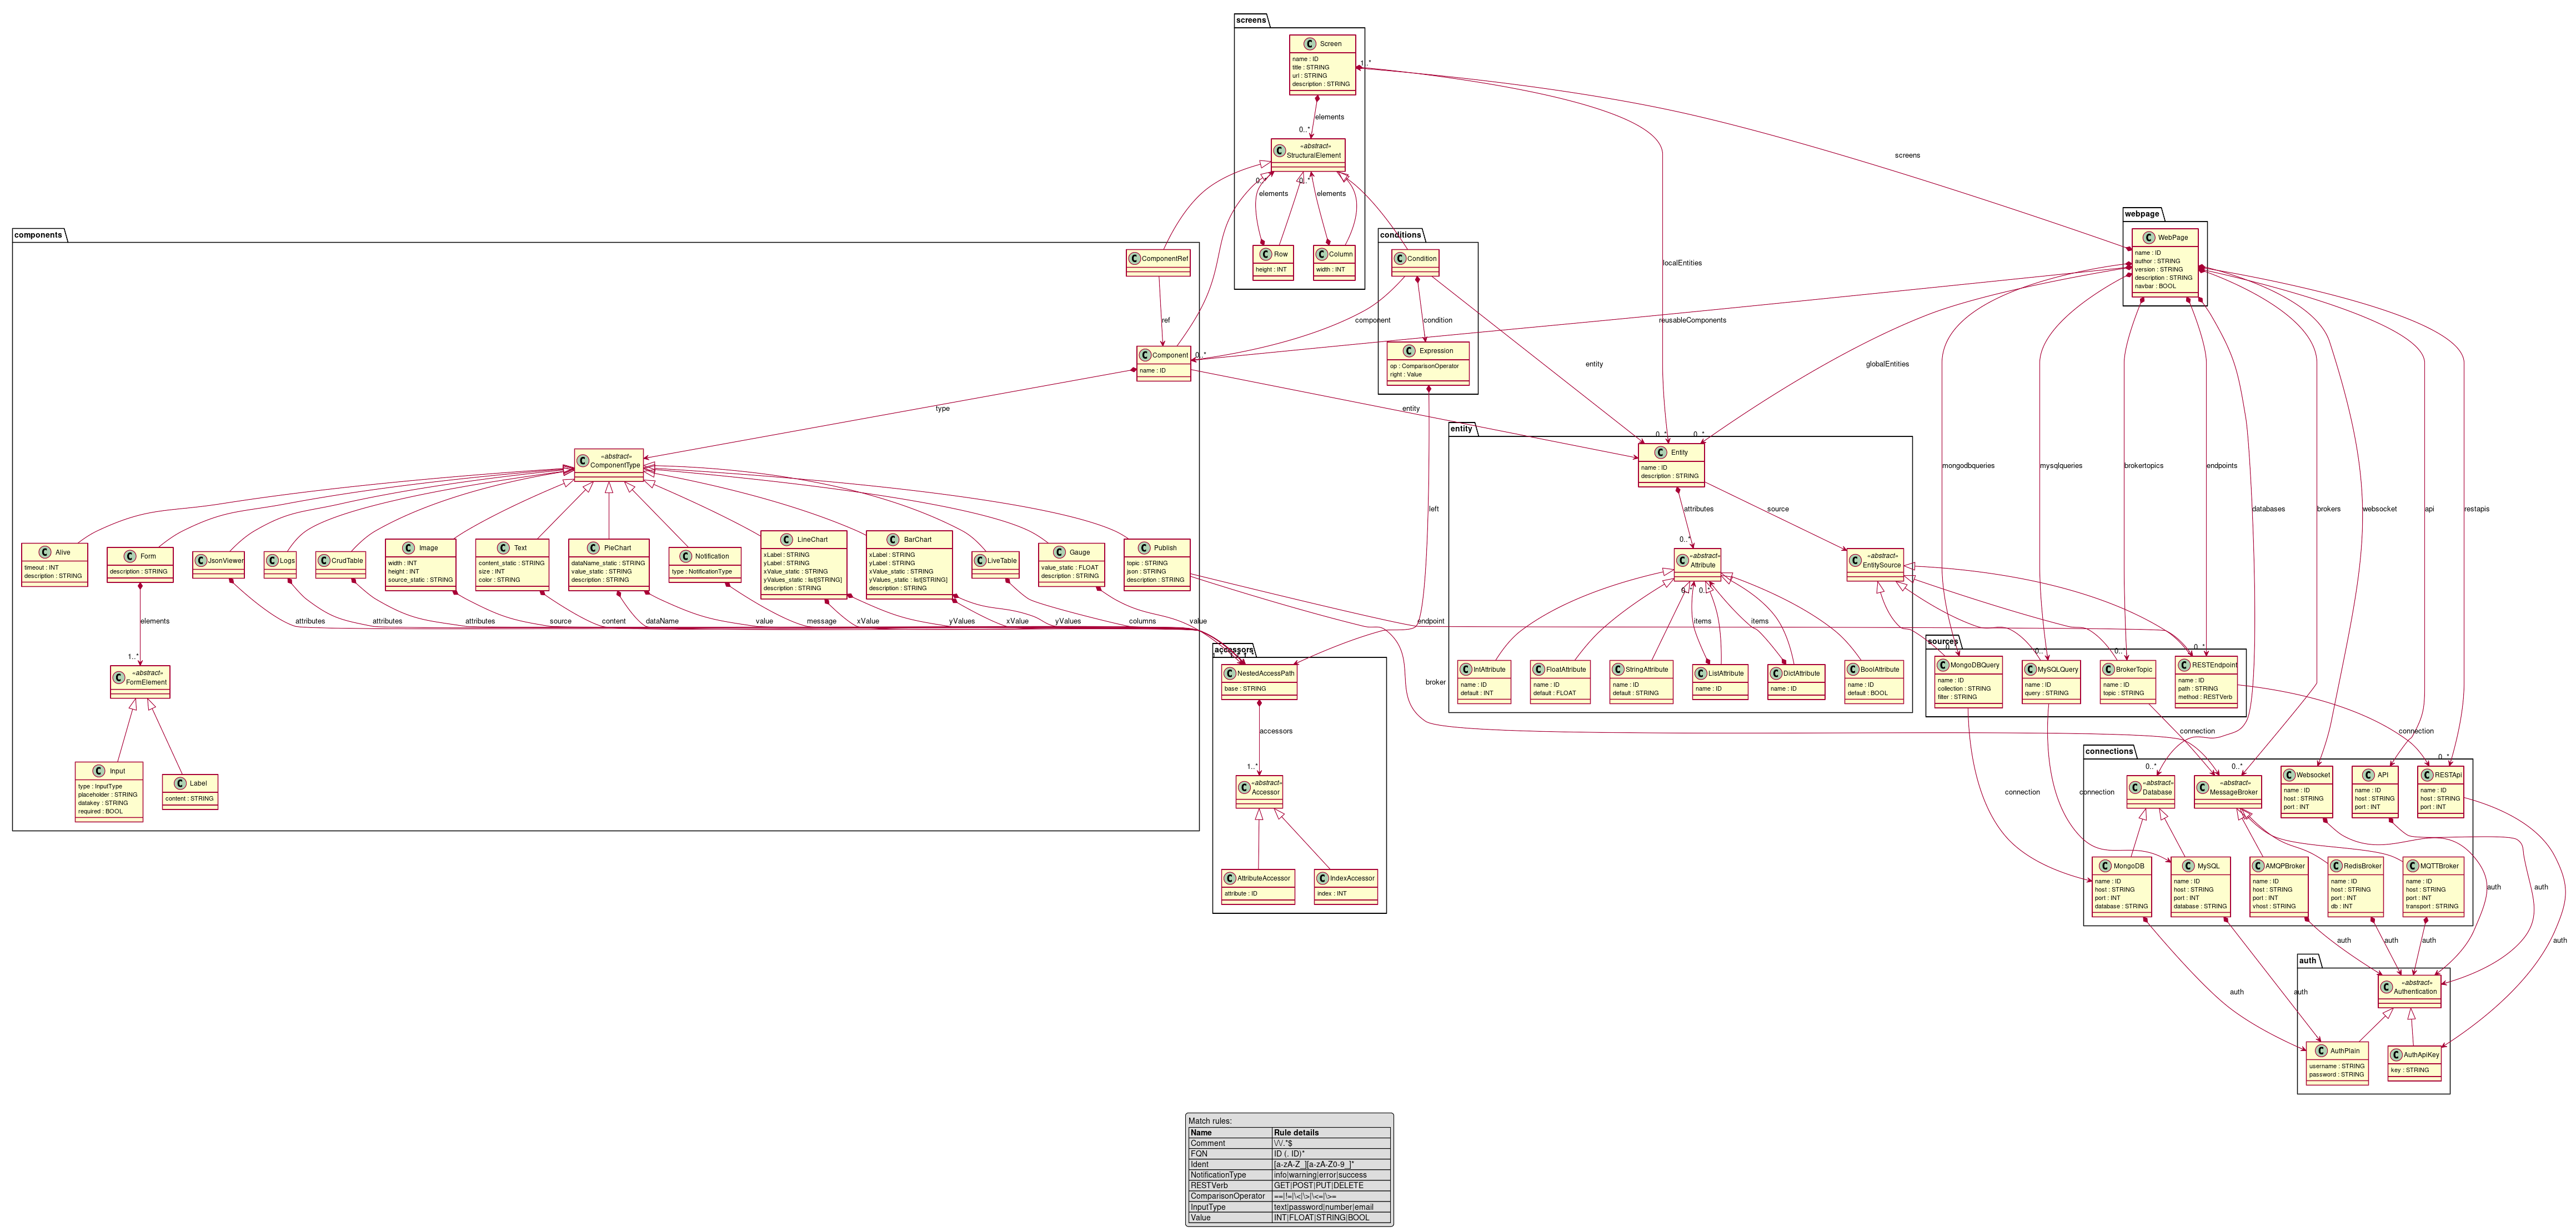 screens
Screen
name : ID
title : STRING
url : STRING
description : STRING
1..*
elements
0..*
«abstract»
StructuralElement
0..*
0..*
elements
elements
Row
height : INT
Column
width : INT
screens
localEntities
webpage
WebPage
name : ID
author : STRING
version : STRING
description : STRING
navbar : BOOL
conditions
Condition
component
condition
Expression
op : ComparisonOperator
right : Value
reusableComponents
entity
globalEntities
left
components
ComponentRef
ref
Component
name : ID
0..*
type
entity
«abstract»
ComponentType
Alive
timeout : INT
description : STRING
Form
description : STRING
JsonViewer
Logs
CrudTable
Image
width : INT
height : INT
source_static : STRING
Text
content_static : STRING
size : INT
color : STRING
PieChart
dataName_static : STRING
value_static : STRING
description : STRING
Notification
type : NotificationType
LineChart
xLabel : STRING
yLabel : STRING
xValue_static : STRING
yValues_static : list[STRING]
description : STRING
BarChart
xLabel : STRING
yLabel : STRING
xValue_static : STRING
yValues_static : list[STRING]
description : STRING
LiveTable
Gauge
value_static : FLOAT
description : STRING
Publish
topic : STRING
json : STRING
description : STRING
elements
attributes
attributes
attributes
source
content
dataName
value
message
xValue
yValues
xValue
yValues
columns
value
endpoint
broker
1..*
«abstract»
FormElement
Input
type : InputType
placeholder : STRING
datakey : STRING
required : BOOL
Label
content : STRING
accessors
NestedAccessPath
base : STRING
accessors
1..*
«abstract»
Accessor
AttributeAccessor
attribute : ID
IndexAccessor
index : INT
entity
0..*
0..*
Entity
name : ID
description : STRING
attributes
source
0..*
«abstract»
Attribute
«abstract»
EntitySource
0..*
0..*
items
items
IntAttribute
name : ID
default : INT
FloatAttribute
name : ID
default : FLOAT
StringAttribute
name : ID
default : STRING
ListAttribute
name : ID
DictAttribute
name : ID
BoolAttribute
name : ID
default : BOOL
mongodbqueries
mysqlqueries
brokertopics
endpoints
databases
brokers
websocket
api
restapis
sources
MongoDBQuery
name : ID
collection : STRING
filter : STRING
MySQLQuery
name : ID
query : STRING
BrokerTopic
name : ID
topic : STRING
0..*
RESTEndpoint
name : ID
path : STRING
method : RESTVerb
connection
connection
connection
connection
connections
0..*
«abstract»
Database
0..*
«abstract»
MessageBroker
Websocket
name : ID
host : STRING
port : INT
API
name : ID
host : STRING
port : INT
0..*
RESTApi
name : ID
host : STRING
port : INT
MongoDB
name : ID
host : STRING
port : INT
database : STRING
MySQL
name : ID
host : STRING
port : INT
database : STRING
AMQPBroker
name : ID
host : STRING
port : INT
vhost : STRING
RedisBroker
name : ID
host : STRING
port : INT
db : INT
MQTTBroker
name : ID
host : STRING
port : INT
transport : STRING
auth
auth
auth
auth
auth
auth
auth
auth
auth
«abstract»
Authentication
AuthPlain
username : STRING
password : STRING
AuthApiKey
key : STRING
Match rules:
Name Rule details
Comment \/\/.*$
FQN ID (. ID)*
Ident [a-zA-Z_][a-zA-Z0-9_]*
NotificationType info|warning|error|success
RESTVerb GET|POST|PUT|DELETE
ComparisonOperator ==|!=|\<|\>|\<=|\>=
InputType text|password|number|email
Value INT|FLOAT|STRING|BOOL